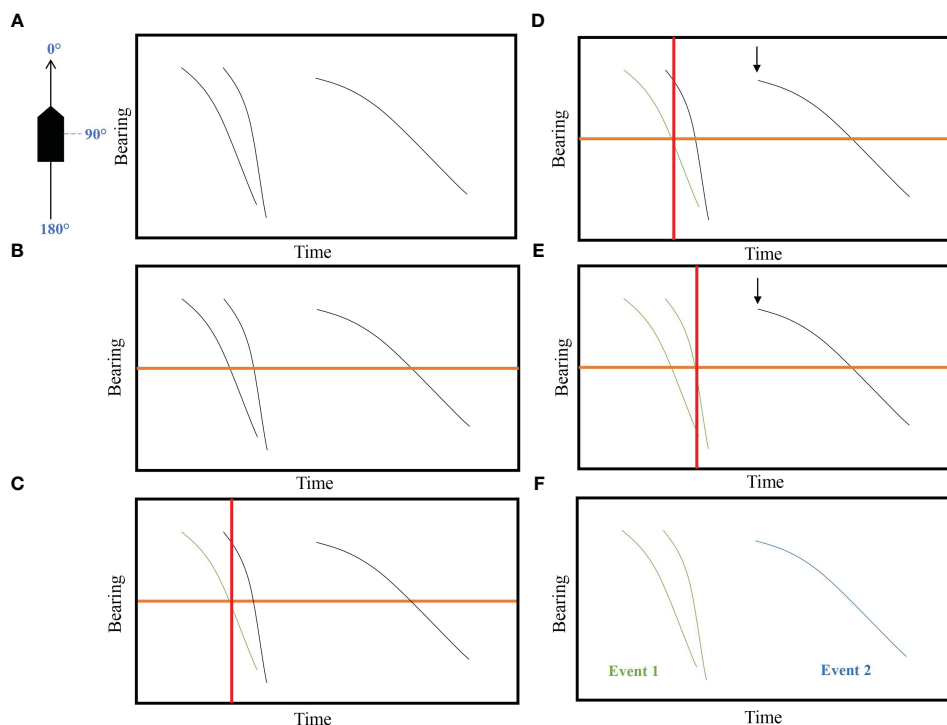 A
0°
90°
180°
Bearing
Time
B
Bearing
Time
C
Bearing
Time
D
Bearing
Time
E
Bearing
Time
F
Bearing
Event 1
Event 2
Time